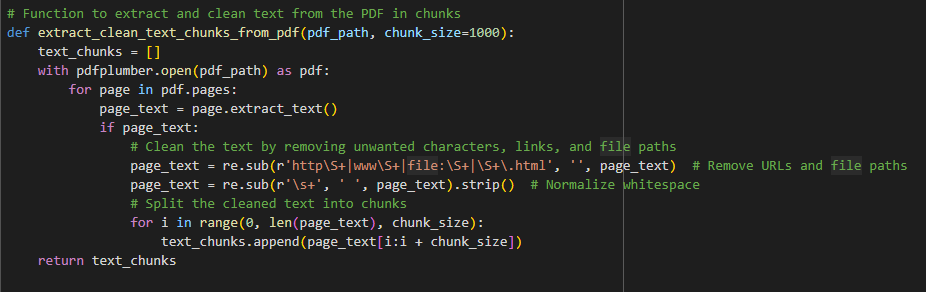 # Function to extract and clean text from the PDF in chunks
def extract_clean_text_chunks_from_pdf(pdf_path, chunk_size=1000):
    text_chunks = []
    with pdfplumber.open(pdf_path) as pdf:
        for page in pdf.pages:
            page_text = page.extract_text()
            if page_text:
                # Clean the text by removing unwanted characters, links, and file paths
                page_text = re.sub(r'http\S+|www\S+|file:\S+|\S+\.html', '', page_text)  # Remove URLs and file paths
                page_text = re.sub(r'\s+', ' ', page_text).strip()  # Normalize whitespace
                # Split the cleaned text into chunks
                for i in range(0, len(page_text), chunk_size):
                    text_chunks.append(page_text[i:i + chunk_size])
    return text_chunks